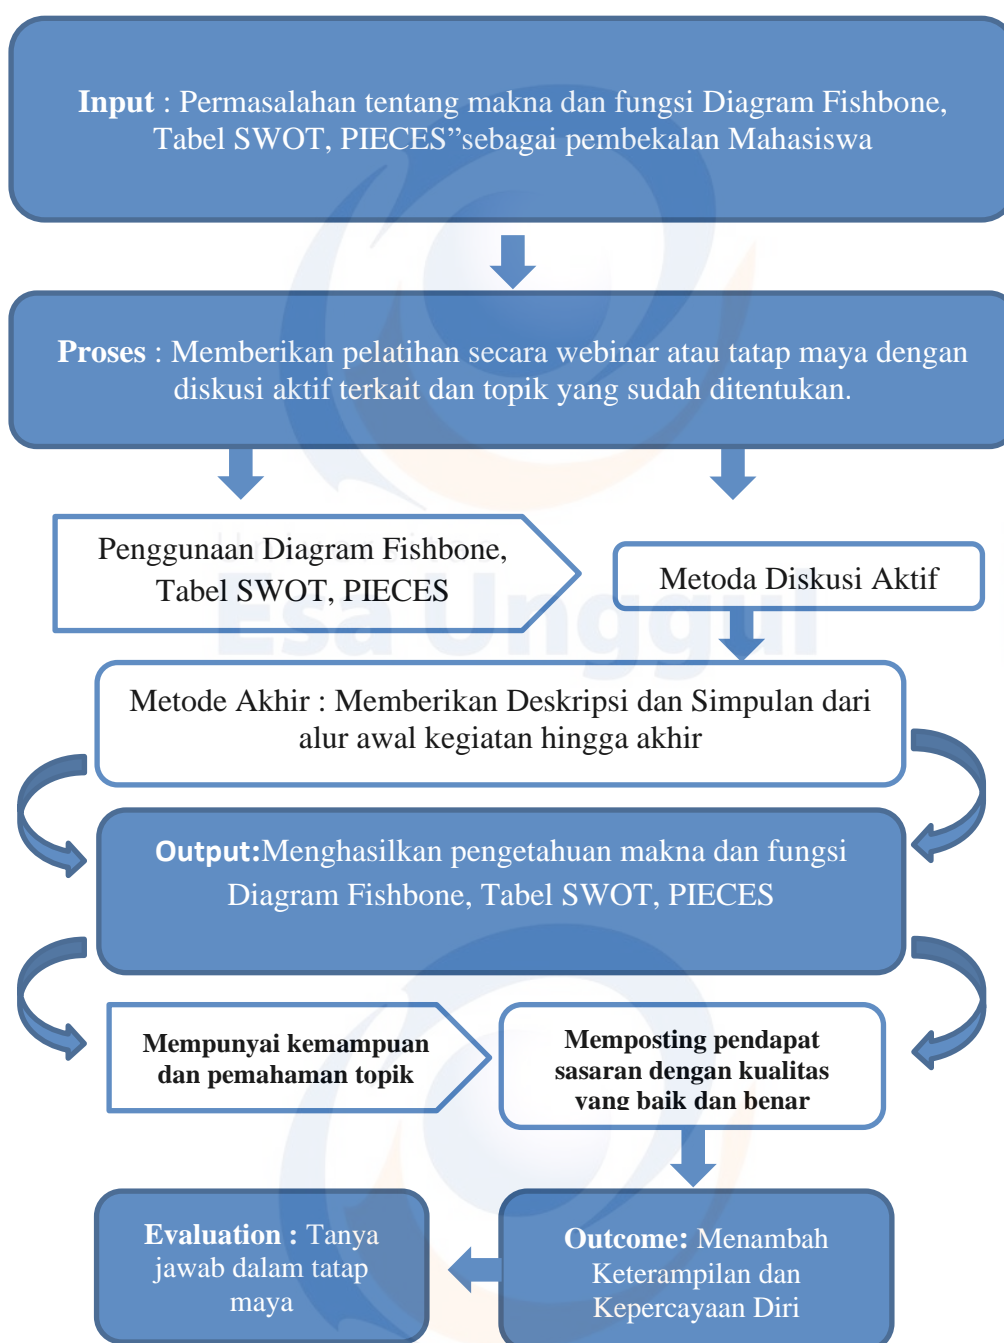 Input : Permasalahan tentang makna dan fungsi Diagram Fishbone,
Tabel SWOT, PIECES”sebagai pembekalan Mahasiswa
Proses : Memberikan pelatihan secara webinar atau tatap maya dengan
diskusi aktif terkait dan topik yang sudah ditentukan.
Penggunaan Diagram Fishbone,
Tabel SWOT, PIECES
Metoda Diskusi Aktif
Universitas
Esa Unggul
Metode Akhir : Memberikan Deskripsi dan Simpulan dari
alur awal kegiatan hingga akhir
Output:Menghasilkan pengetahuan makna dan fungsi
Diagram Fishbone, Tabel SWOT, PIECES
Mempunyai kemampuan
dan pemahaman topik
Memposting pendapat
sasaran dengan kualitas
yang baik dan benar
Evaluation : Tanya
jawab dalam tatap
maya
Outcome: Menambah
Keterampilan dan
Kepercayaan Diri